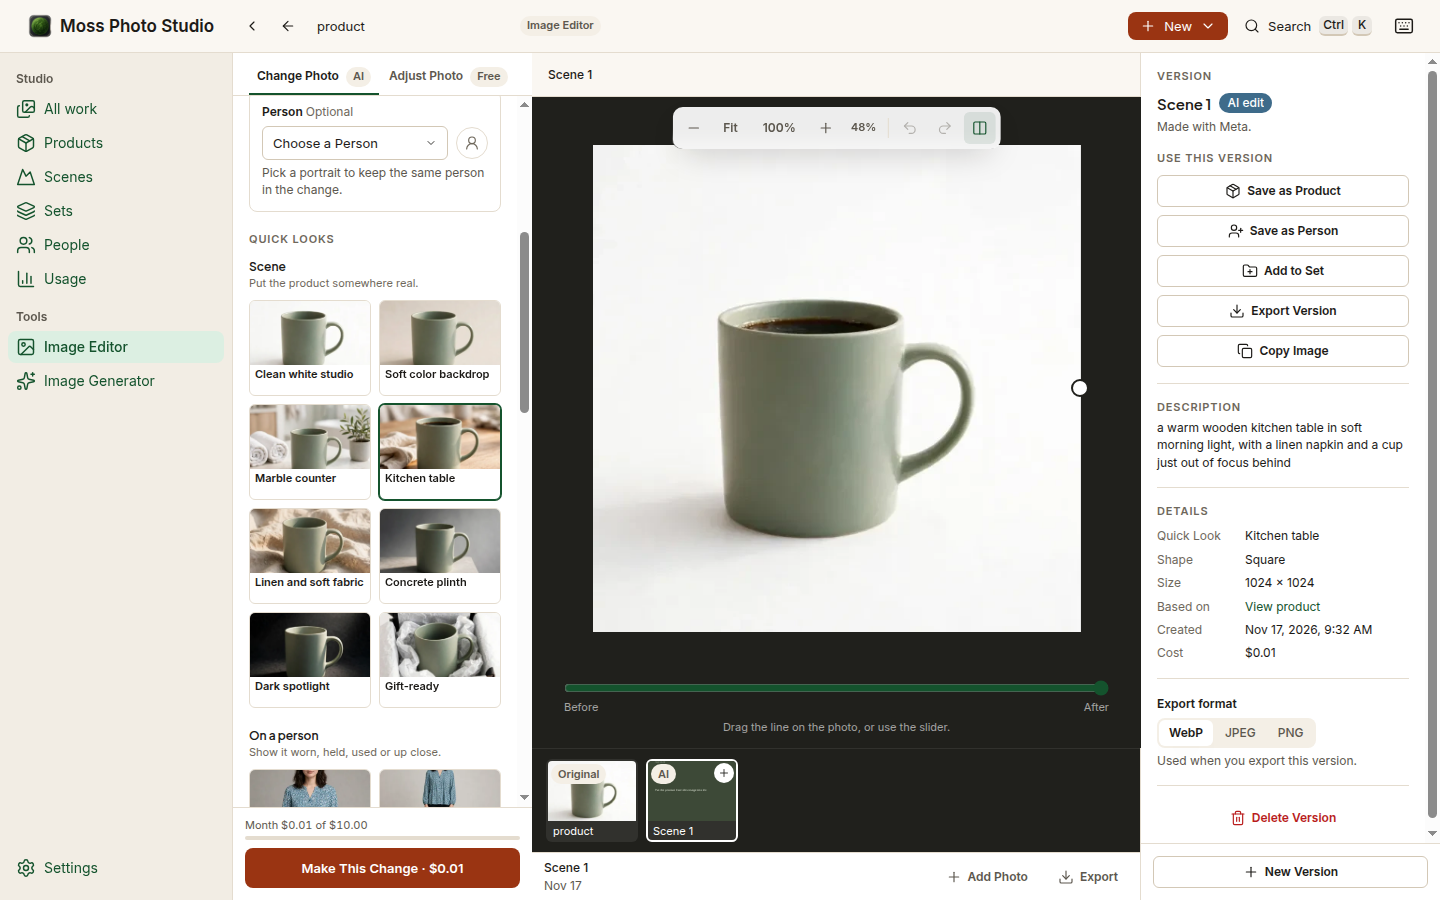 Moss Photo Studio
product
Image Editor
New
Search Ctrl K
Studio
All work
Products
Scenes
Sets
People
Usage
Tools
Image Editor
Image Generator
Settings
Change Photo AI
Adjust Photo Free
Person Optional
Choose a Person
Pick a portrait to keep the same person
in the change.
QUICK LOOKS
Scene
Put the product somewhere real.
Clean white studio
Soft color backdrop
Marble counter
Kitchen table
Linen and soft fabric
Concrete plinth
Dark spotlight
Gift-ready
On a person
Show it worn, held, used or up close.
Month $0.01 of $10.00
Make This Change · $0.01
Scene 1
Fit 100% 48%
Before
After
Drag the line on the photo, or use the slider.
Original
product
AI
Scene 1
Scene 1
Nov 17
Add Photo
Export
VERSION
Scene 1 AI edit
Made with Meta.
USE THIS VERSION
Save as Product
Save as Person
Add to Set
Export Version
Copy Image
DESCRIPTION
a warm wooden kitchen table in soft
morning light, with a linen napkin and a cup
just out of focus behind
DETAILS
Quick Look Kitchen table
Shape Square
Size 1024 × 1024
Based on View product
Created Nov 17, 2026, 9:32 AM
Cost $0.01
Export format
WebP JPEG PNG
Used when you export this version.
Delete Version
New Version